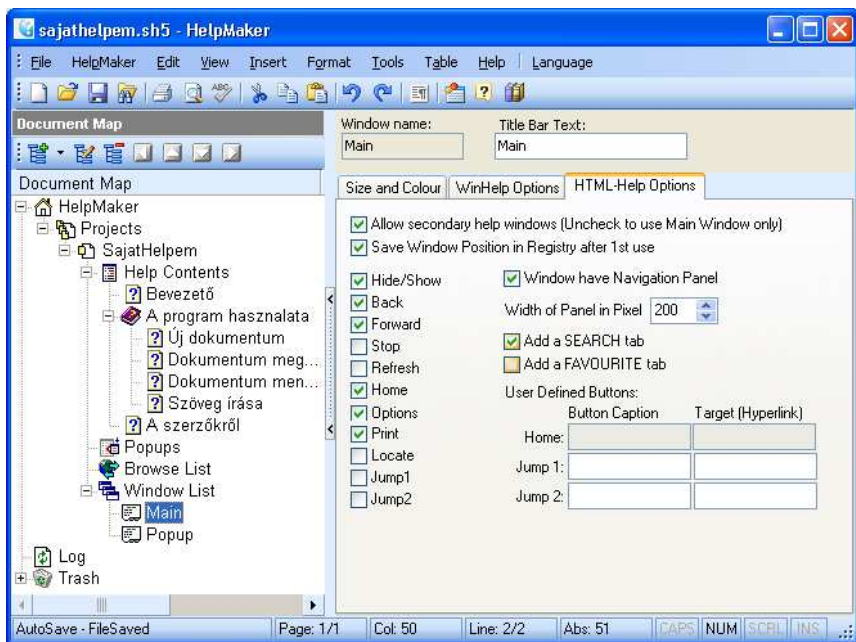 sajathelpem.sh5 - HelpMaker
File HelpMaker Edit View Insert Format Tools Table Help Language
ABC
Document Map
Window name:
Title Bar Text:
Main
Main
Document Map
Size and Colour WinHelp Options HTML-Help Options
HelpMaker
Projects
SajatHelpem
Help Contents
Bevezető
A program hasznalata
Új dokumentum
Dokumentum meg...
Dokumentum men...
Szöveg írása
A szerzőkről
Popups
Browse List
Window List
Main
Popup
Log
Trash
Allow secondary help windows (Uncheck to use Main Window only)
Save Window Position in Registry after 1st use
Hide/Show
Back
Forward
Stop
Refresh
Home
Options
Print
Locate
Jump1
Jump2
Window have Navigation Panel
Width of Panel in Pixel 200
Add a SEARCH tab
Add a FAVOURITE tab
User Defined Buttons:
Button Caption Target (Hyperlink)
Home:
Jump 1:
Jump 2:
AutoSave - FileSaved Page: 1/1 Col: 50 Line: 2/2 Abs: 51 CAPS NUM SCRL INS